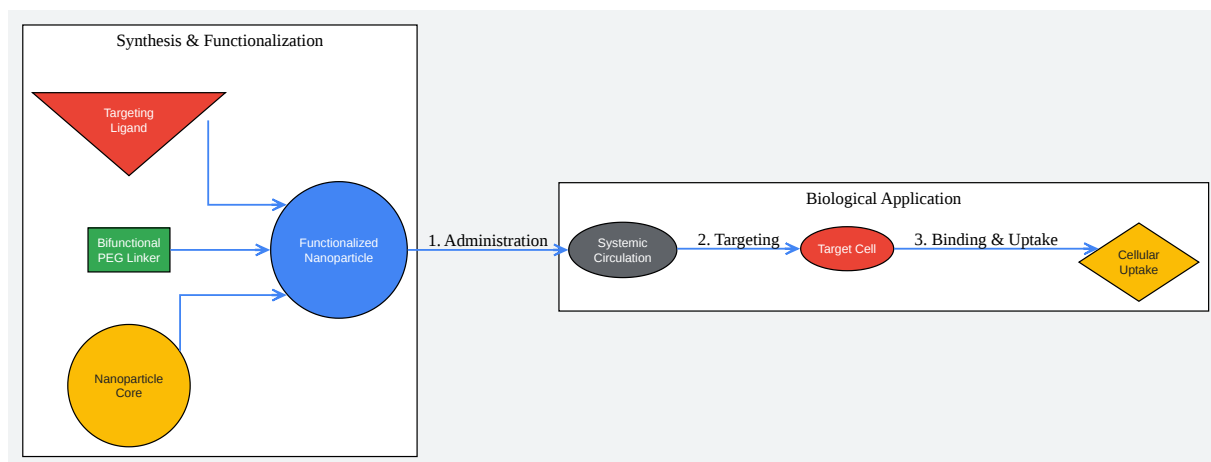 Synthesis & Functionalization
Targeting
Ligand
Bifunctional
PEG Linker
Nanoparticle
Core
Functionalized
Nanoparticle
1. Administration
Biological Application
Systemic
Circulation
2. Targeting
Target Cell
3. Binding & Uptake
Cellular
Uptake